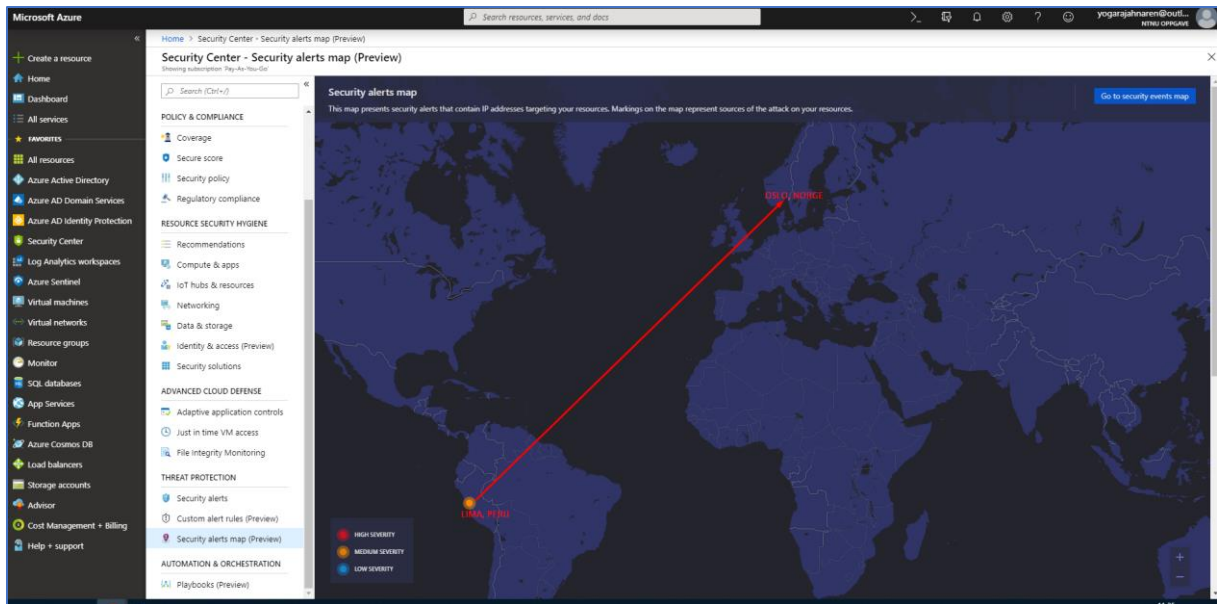 Microsoft Azure
Search resources, services, and docs
yogarajahnaren@outl...
NTNU OPPGAVE
Create a resource
Home
Dashboard
All services
FAVORITES
All resources
Azure Active Directory
Azure AD Domain Services
Azure AD Identity Protection
Security Center
Log Analytics workspaces
Azure Sentinel
Virtual machines
Virtual networks
Resource groups
Monitor
SQL databases
App Services
Function Apps
Azure Cosmos DB
Load balancers
Storage accounts
Advisor
Cost Management + Billing
Help + support
Home > Security Center - Security alerts map (Preview)
Security Center - Security alerts map (Preview)
Showing subscription 'Pay-As-You-Go'
Search (Ctrl+/)
POLICY & COMPLIANCE
Coverage
Secure score
Security policy
Regulatory compliance
RESOURCE SECURITY HYGIENE
Recommendations
Compute & apps
IoT hubs & resources
Networking
Data & storage
Identity & access (Preview)
Security solutions
ADVANCED CLOUD DEFENSE
Adaptive application controls
Just in time VM access
File Integrity Monitoring
THREAT PROTECTION
Security alerts
Custom alert rules (Preview)
Security alerts map (Preview)
AUTOMATION & ORCHESTRATION
Playbooks (Preview)
Security alerts map
This map presents security alerts that contain IP addresses targeting your resources. Markings on the map represent sources of the attack on your resources.
Go to security events map
OSLO, NORGE
LIMA, PERU
HIGH SEVERITY
MEDIUM SEVERITY
LOW SEVERITY